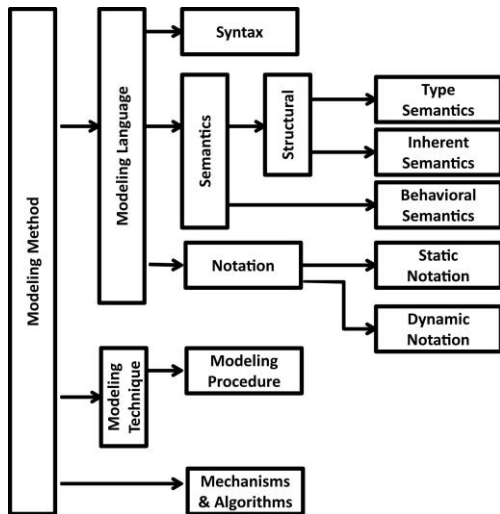 Modeling Method
Modeling Language
Syntax
Semantics
Structural
Type
Semantics
Inherent
Semantics
Behavioral
Semantics
Notation
Static
Notation
Dynamic
Notation
Modeling
Technique
Modeling
Procedure
Mechanisms
& Algorithms